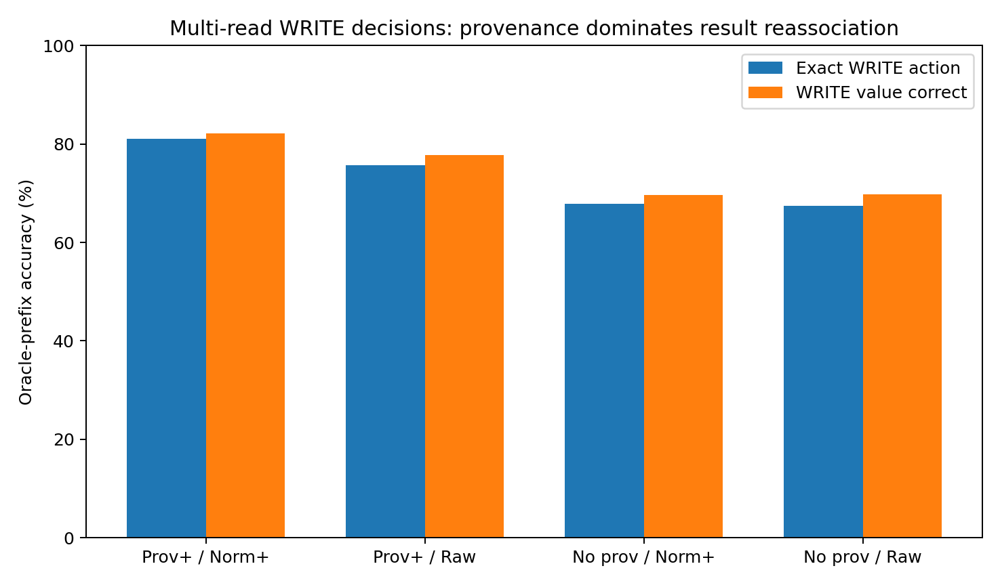 Multi-read WRITE decisions: provenance dominates result reassociation
100
80
60
40
20
0
Oracle-prefix accuracy (%)
Exact WRITE action
WRITE value correct
Prov+ / Norm+
Prov+ / Raw
No prov / Norm+
No prov / Raw